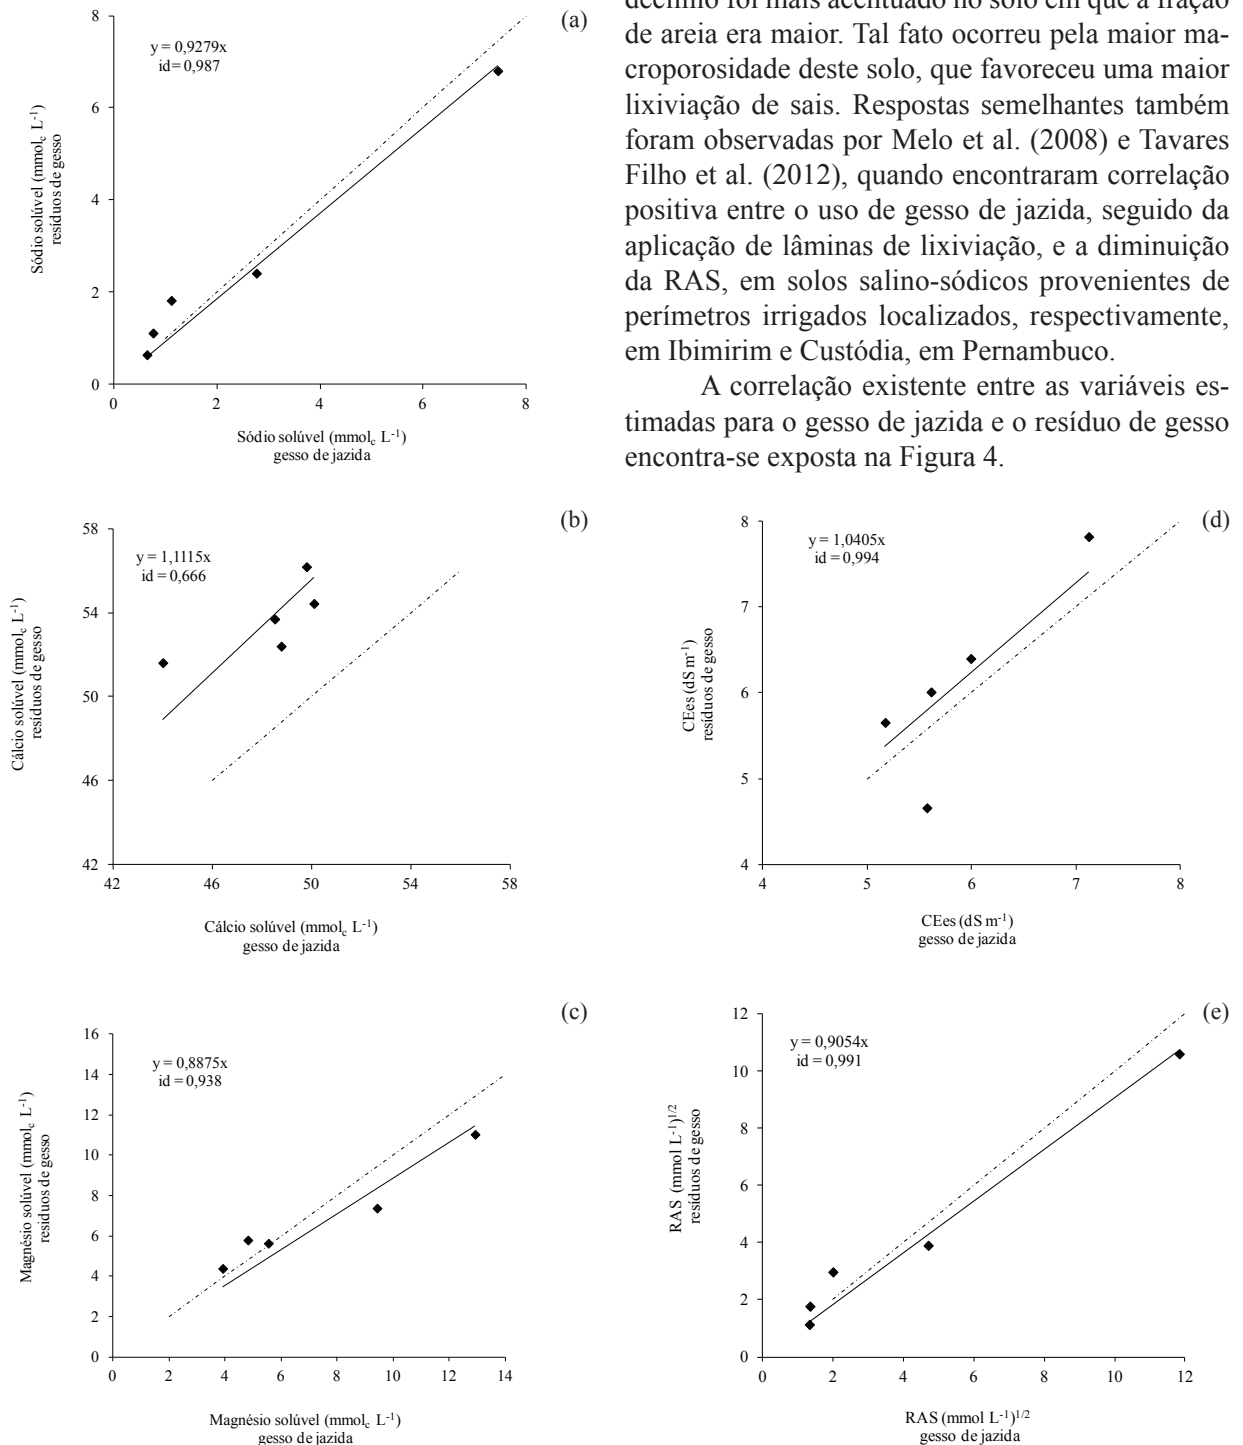 (a)
y = 0,9279x
id= 0,987
8
6
4
2
0
0 2 4 6 8
Sódio solúvel (mmolc L-1)
resíduos de gesso
Sódio solúvel (mmolc L-1)
gesso de jazida
declínio foi mais acentuado no solo em que a fração
de areia era maior. Tal fato ocorreu pela maior ma-
croporosidade deste solo, que favoreceu uma maior
lixiviação de sais. Respostas semelhantes também
foram observadas por Melo et al. (2008) e Tavares
Filho et al. (2012), quando encontraram correlação
positiva entre o uso de gesso de jazida, seguido da
aplicação de lâminas de lixiviação, e a diminuição
da RAS, em solos salino-sódicos provenientes de
perímetros irrigados localizados, respectivamente,
em Ibimirim e Custódia, em Pernambuco.
A correlação existente entre as variáveis es-
timadas para o gesso de jazida e o resíduo de gesso
encontra-se exposta na Figura 4.
(b)
y = 1,1115x
id = 0,666
58
54
50
46
42
42 46 50 54 58
Cálcio solúvel (mmolc L-1)
resíduos de gesso
Cálcio solúvel (mmolc L-1)
gesso de jazida
(d)
y = 1,0405x
id = 0,994
8
7
6
5
4
4 5 6 7 8
CEes (dS m-1)
resíduos de gesso
CEes (dS m-1)
gesso de jazida
(c)
y = 0,8875x
id = 0,938
16
14
12
10
8
6
4
2
0
0 2 4 6 8 10 12 14
Magnésio solúvel (mmolc L-1)
resíduos de gesso
Magnésio solúvel (mmolc L-1)
gesso de jazida
(e)
y = 0,9054x
id = 0,991
12
10
8
6
4
2
0
0 2 4 6 8 10 12
RAS (mmol L-1)1/2
resíduos de gesso
RAS (mmol L-1)1/2
gesso de jazida